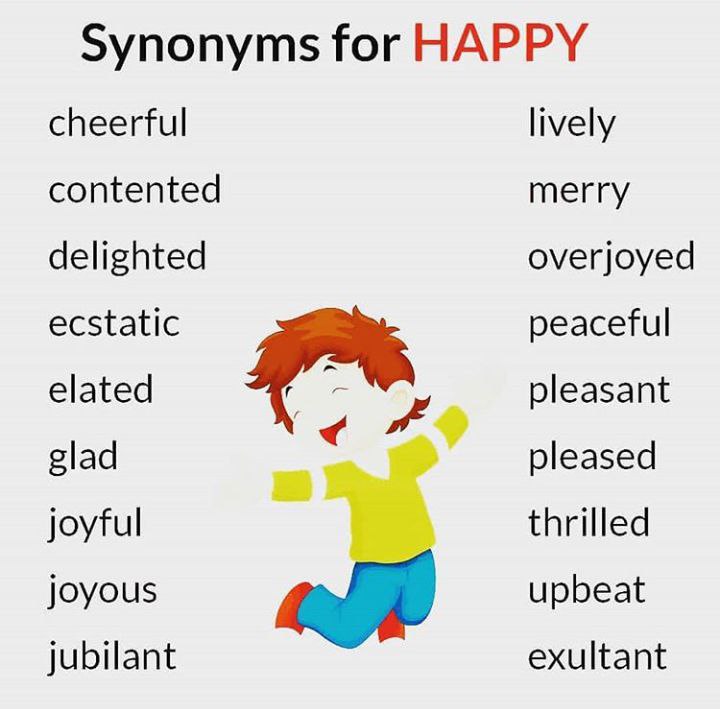 Synonyms for HAPPY
cheerful
contented
delighted
ecstatic
elated
glad
joyful
joyous
jubilant
lively
merry
overjoyed
peaceful
pleasant
pleased
thrilled
upbeat
exultant